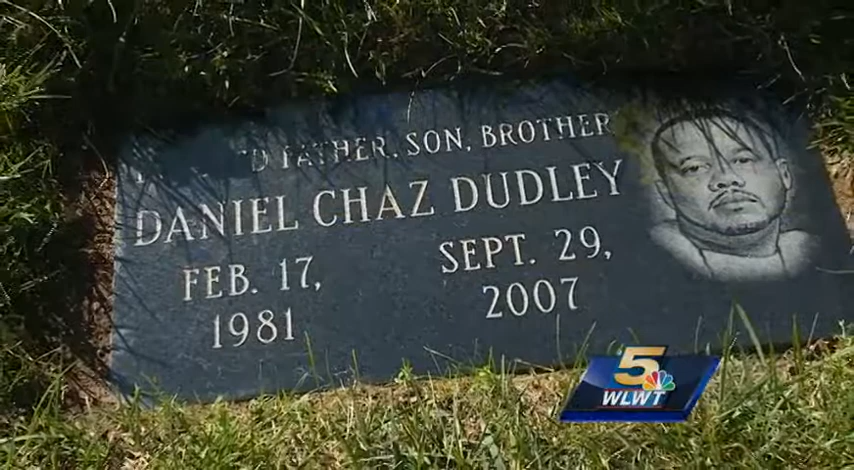 FATHER, SON, BROTHER
DANIEL CHAZ DUDLEY
FEB. 17,
1981
SEPT. 29,
2007
5
WLWT